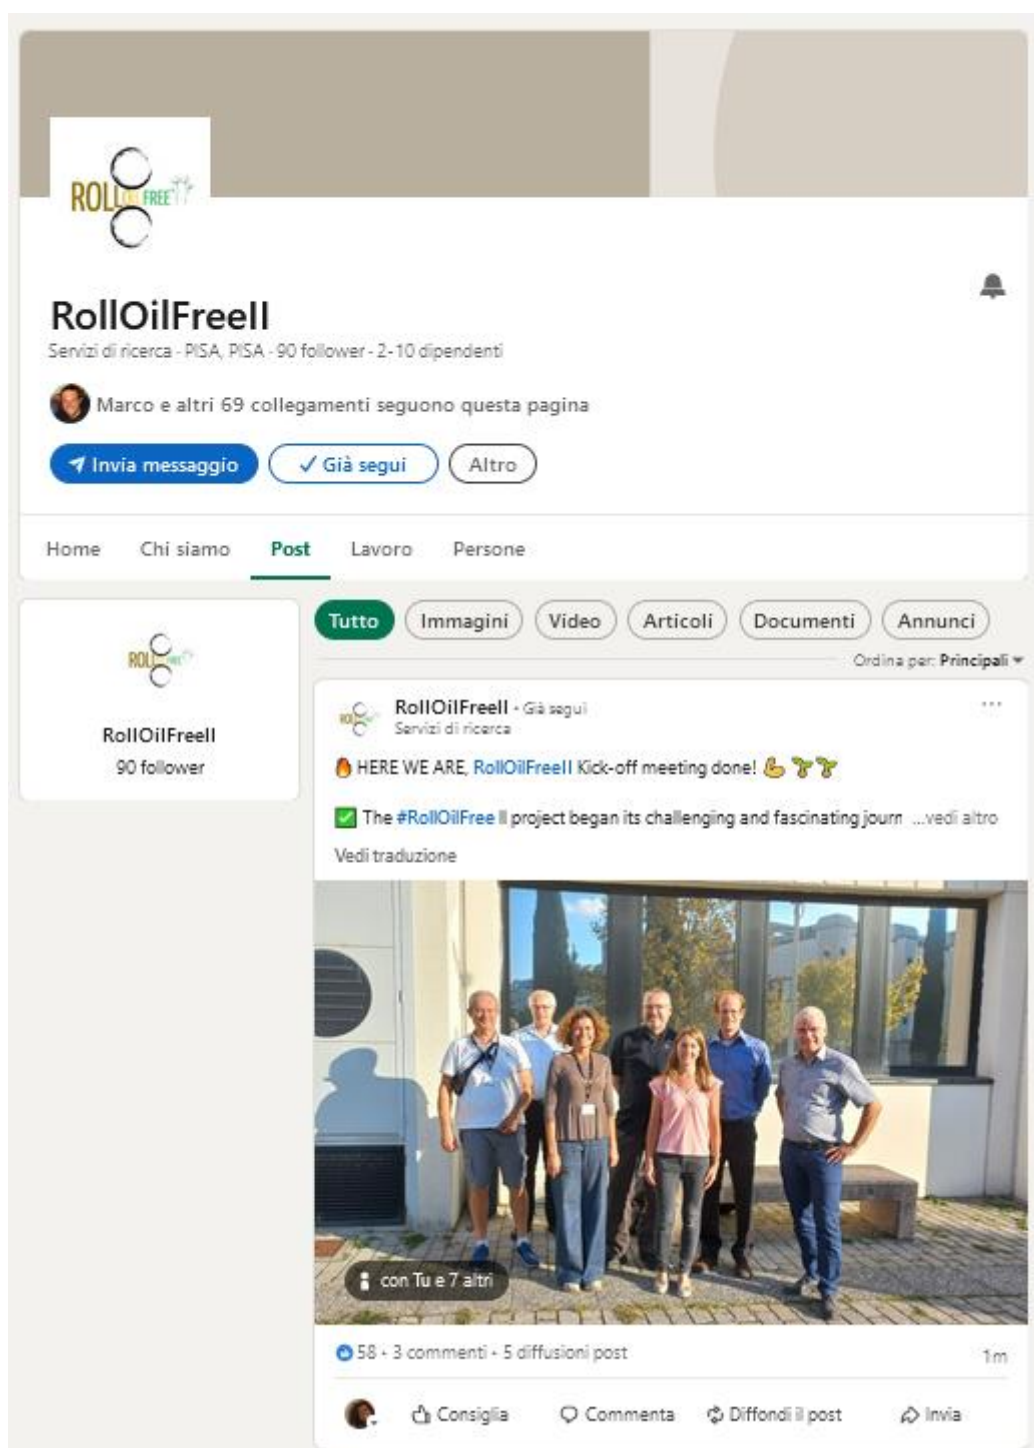 ROLL OIL FREE
RollOilFreeII
Servizi di ricerca - PISA, PISA - 90 follower - 2-10 dipendenti
Marco e altri 69 collegamenti seguono questa pagina
Invia messaggio
Già segui
Altro
Home Chi siamo Post Lavoro Persone
ROLL FREE
RollOilFreeII
90 follower
Tutto Immagini Video Articoli Documenti Annunci
Ordina per: Principali
RollOilFreeII - Già segui
Servizi di ricerca
HERE WE ARE, RollOilFreeII Kick-off meeting done!
The #RollOilFree II project began its challenging and fascinating journ ...vedi altro
Vedi traduzione
con Tu e 7 altri
58 - 3 commenti - 5 diffusioni post
1m
Consiglia Commenta Diffondi il post Invia